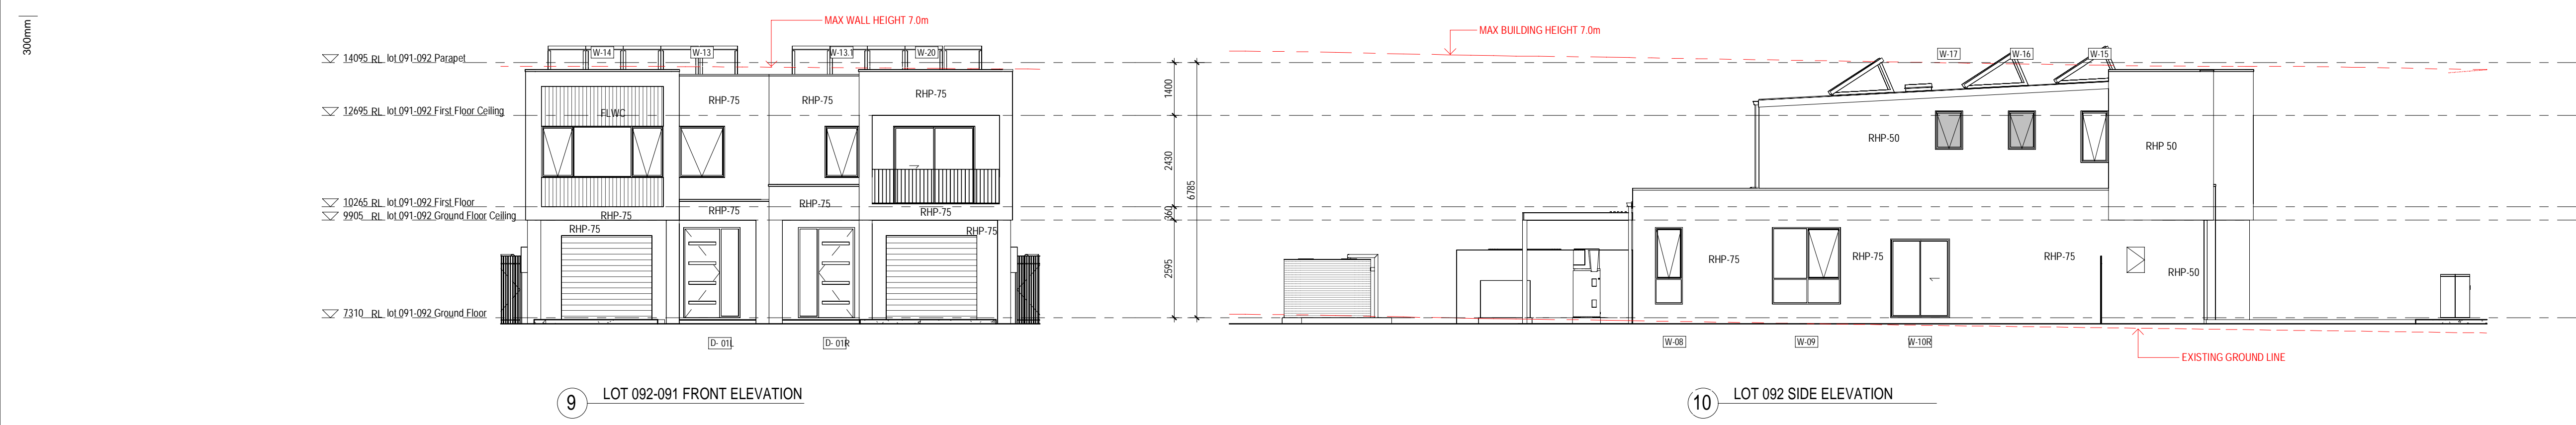 300mm
MAX WALL HEIGHT 7.0m
MAX BUILDING HEIGHT 7.0m
W-14
W-13
W-13.1
W-20
W-17
W-16
W-15
14095 RL lot 091-092 Parapet
12695 RL lot 091-092 First Floor Ceiling
10265 RL lot 091-092 First Floor
9905 RL lot 091-092 Ground Floor Ceiling
7310 RL lot 091-092 Ground Floor
FLWC
RHP-75
RHP-75
RHP-75
RHP-75
RHP-75
RHP-75
RHP-75
RHP-75
RHP-75
1400
2430
360
2595
6785
RHP-50
RHP 50
RHP-75
RHP-75
RHP-75
RHP-50
D- 01L
D- 01R
W-08
W-09
W-10R
EXISTING GROUND LINE
9
LOT 092-091 FRONT ELEVATION
10
LOT 092 SIDE ELEVATION